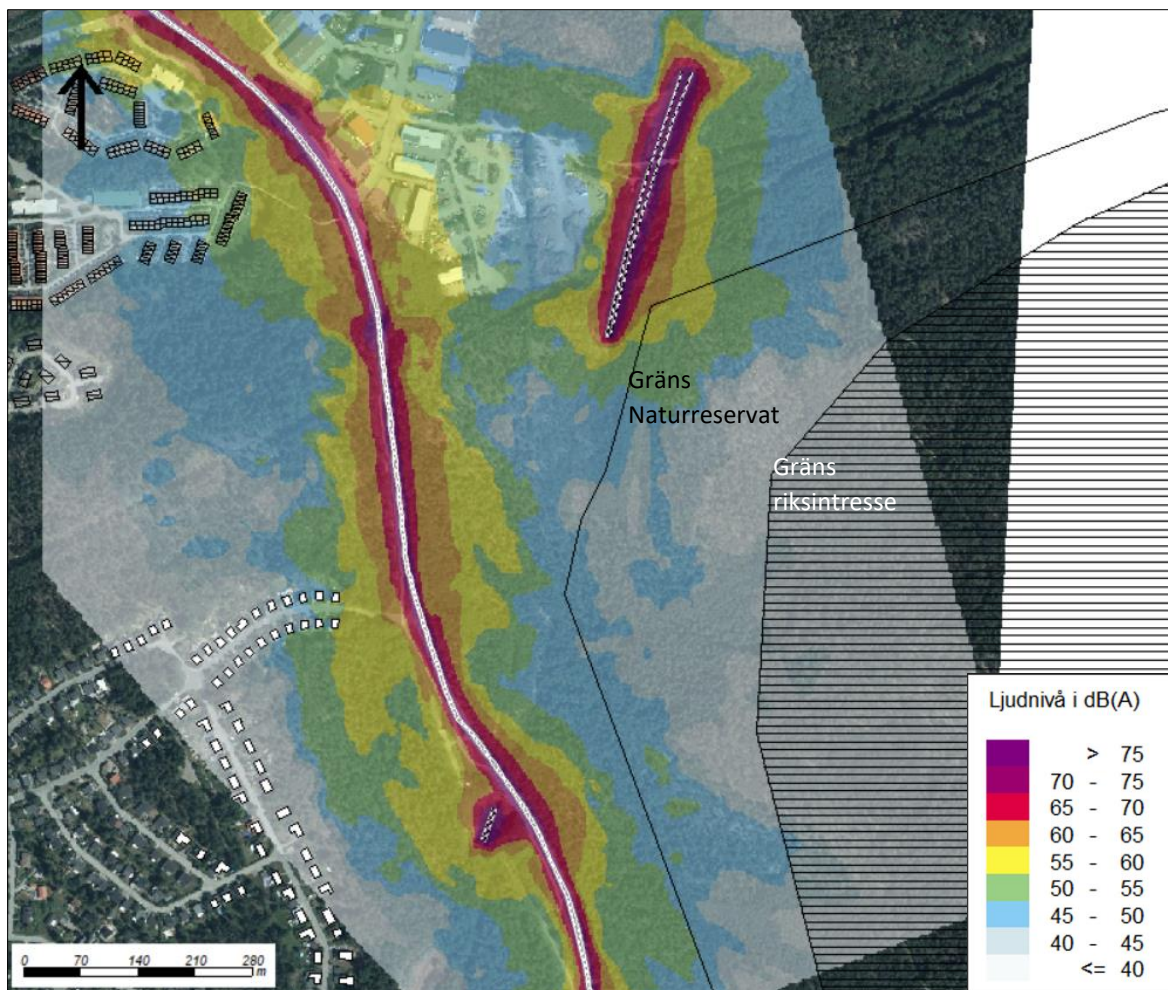 Gräns
Naturreservat
Gräns
riksintresse
Ljudnivå i dB(A)
> 75
70 - 75
65 - 70
60 - 65
55 - 60
50 - 55
45 - 50
40 - 45
<= 40
0 70 140 210 280
m